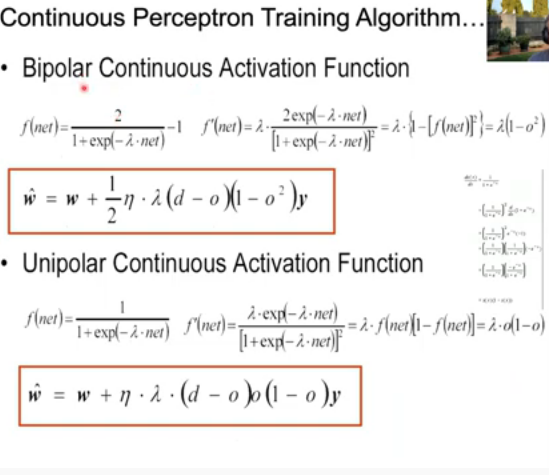 Continuous Perceptron Training Algorithm…
• Bipolar Continuous Activation Function
f(net)= 2 / 1+exp(−λ·net) −1   f'(net)=λ· 2exp(−λ·net) / [1+exp(−λ·net)]² =λ·{1−[f(net)]²}=λ(1−o²)
ŵ = w + 1/2 η·λ(d − o)(1 − o²)y
• Unipolar Continuous Activation Function
f(net)= 1 / 1+exp(−λ·net)   f'(net)= λ·exp(−λ·net) / [1+exp(−λ·net)]² =λ·f(net)[1−f(net)]=λ·o(1−o)
ŵ = w + η·λ·(d − o)o(1 − o)y